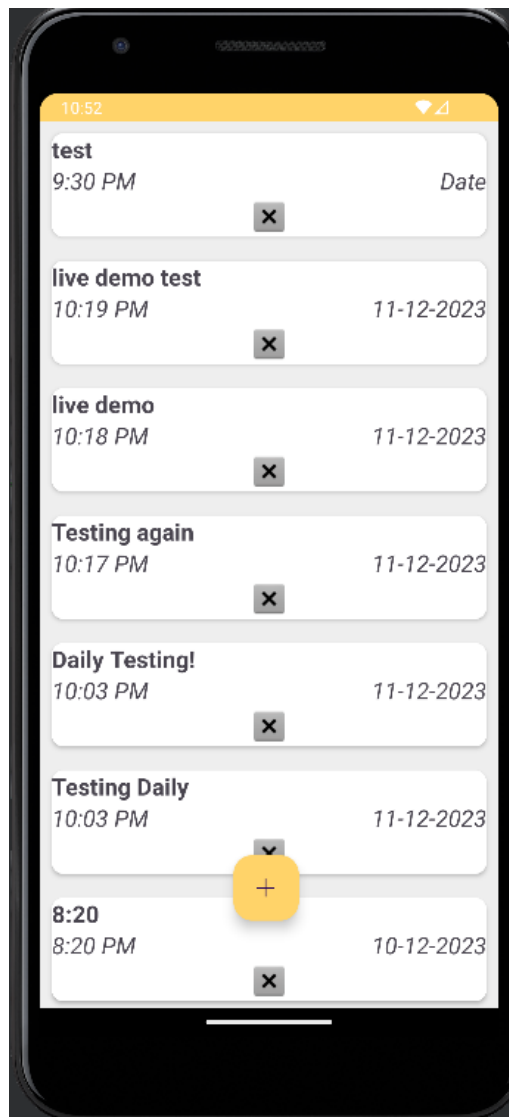 10:52
test
9:30 PM Date
live demo test
10:19 PM 11-12-2023
live demo
10:18 PM 11-12-2023
Testing again
10:17 PM 11-12-2023
Daily Testing!
10:03 PM 11-12-2023
Testing Daily
10:03 PM 11-12-2023
8:20
8:20 PM 10-12-2023